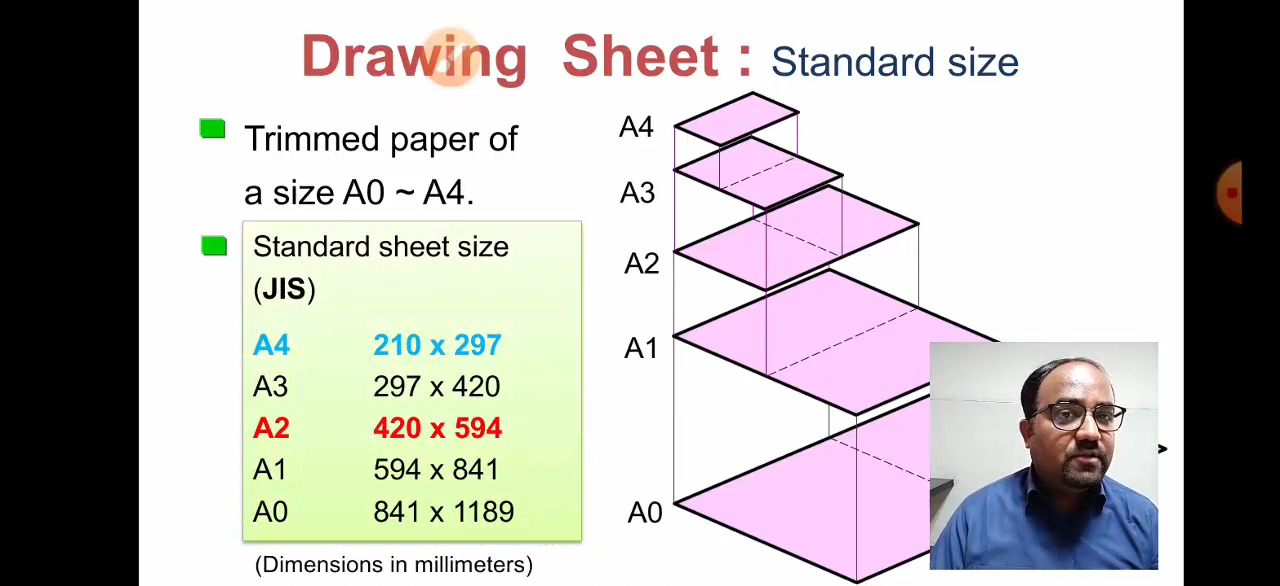 Drawing Sheet : Standard size
Trimmed paper of
a size A0 ~ A4.
Standard sheet size
(JIS)
A4 210 x 297
A3 297 x 420
A2 420 x 594
A1 594 x 841
A0 841 x 1189
(Dimensions in millimeters)
A4
A3
A2
A1
A0